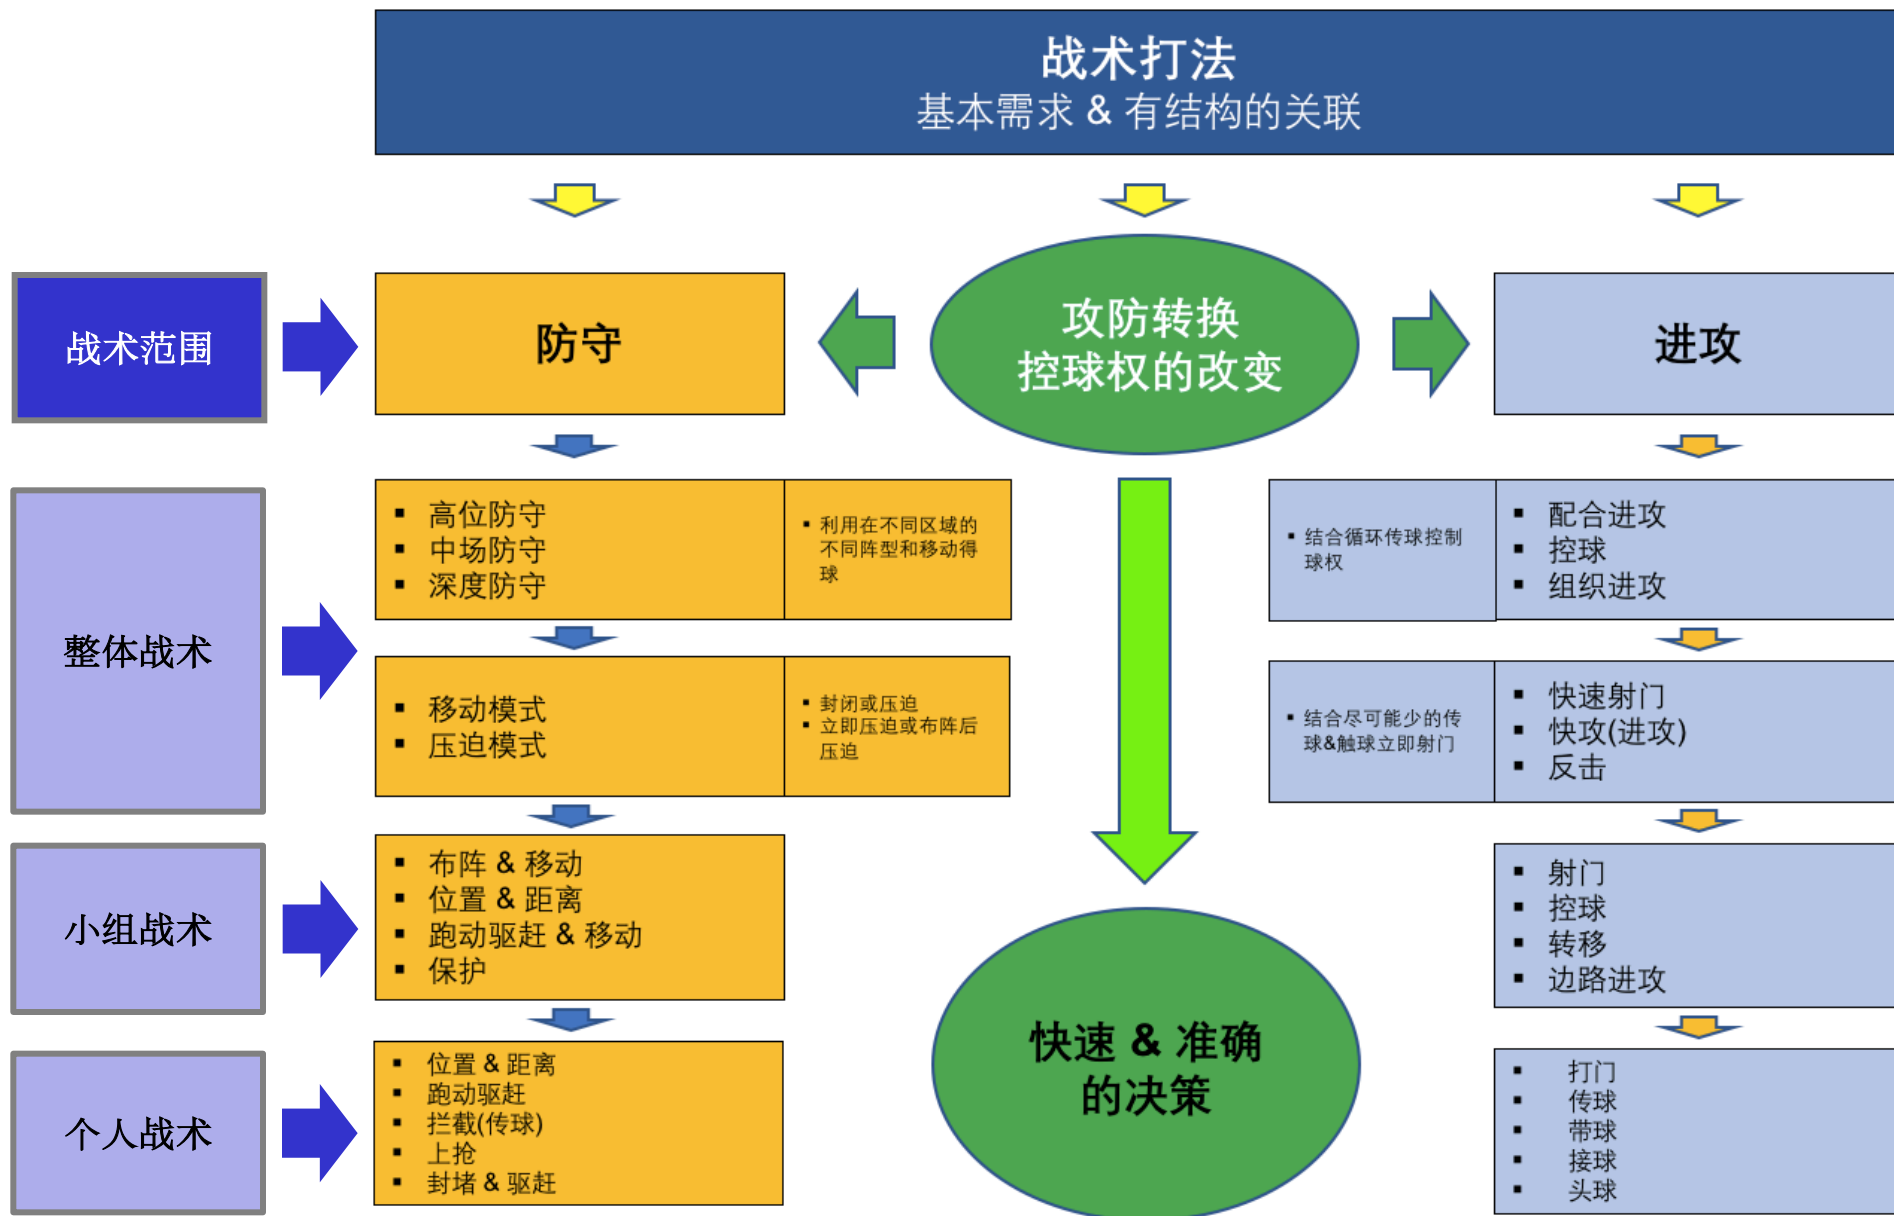 战术打法
基本需求 & 有结构的关联
战术范围
防守
攻防转换
控球权的改变
进攻
整体战术
▪ 高位防守
▪ 中场防守
▪ 深度防守
▪ 利用在不同区域的
不同阵型和移动得
球
▪ 结合循环传球控制
球权
▪ 配合进攻
▪ 控球
▪ 组织进攻
▪ 移动模式
▪ 压迫模式
▪ 封闭或压迫
▪ 立即压迫或布阵后
压迫
▪ 结合尽可能少的传
球&触球立即射门
▪ 快速射门
▪ 快攻(进攻)
▪ 反击
小组战术
▪ 布阵 & 移动
▪ 位置 & 距离
▪ 跑动驱赶 & 移动
▪ 保护
▪ 射门
▪ 控球
▪ 转移
▪ 边路进攻
快速 & 准确
的决策
个人战术
▪ 位置 & 距离
▪ 跑动驱赶
▪ 拦截(传球)
▪ 上抢
▪ 封堵 & 驱赶
▪ 打门
▪ 传球
▪ 带球
▪ 接球
▪ 头球